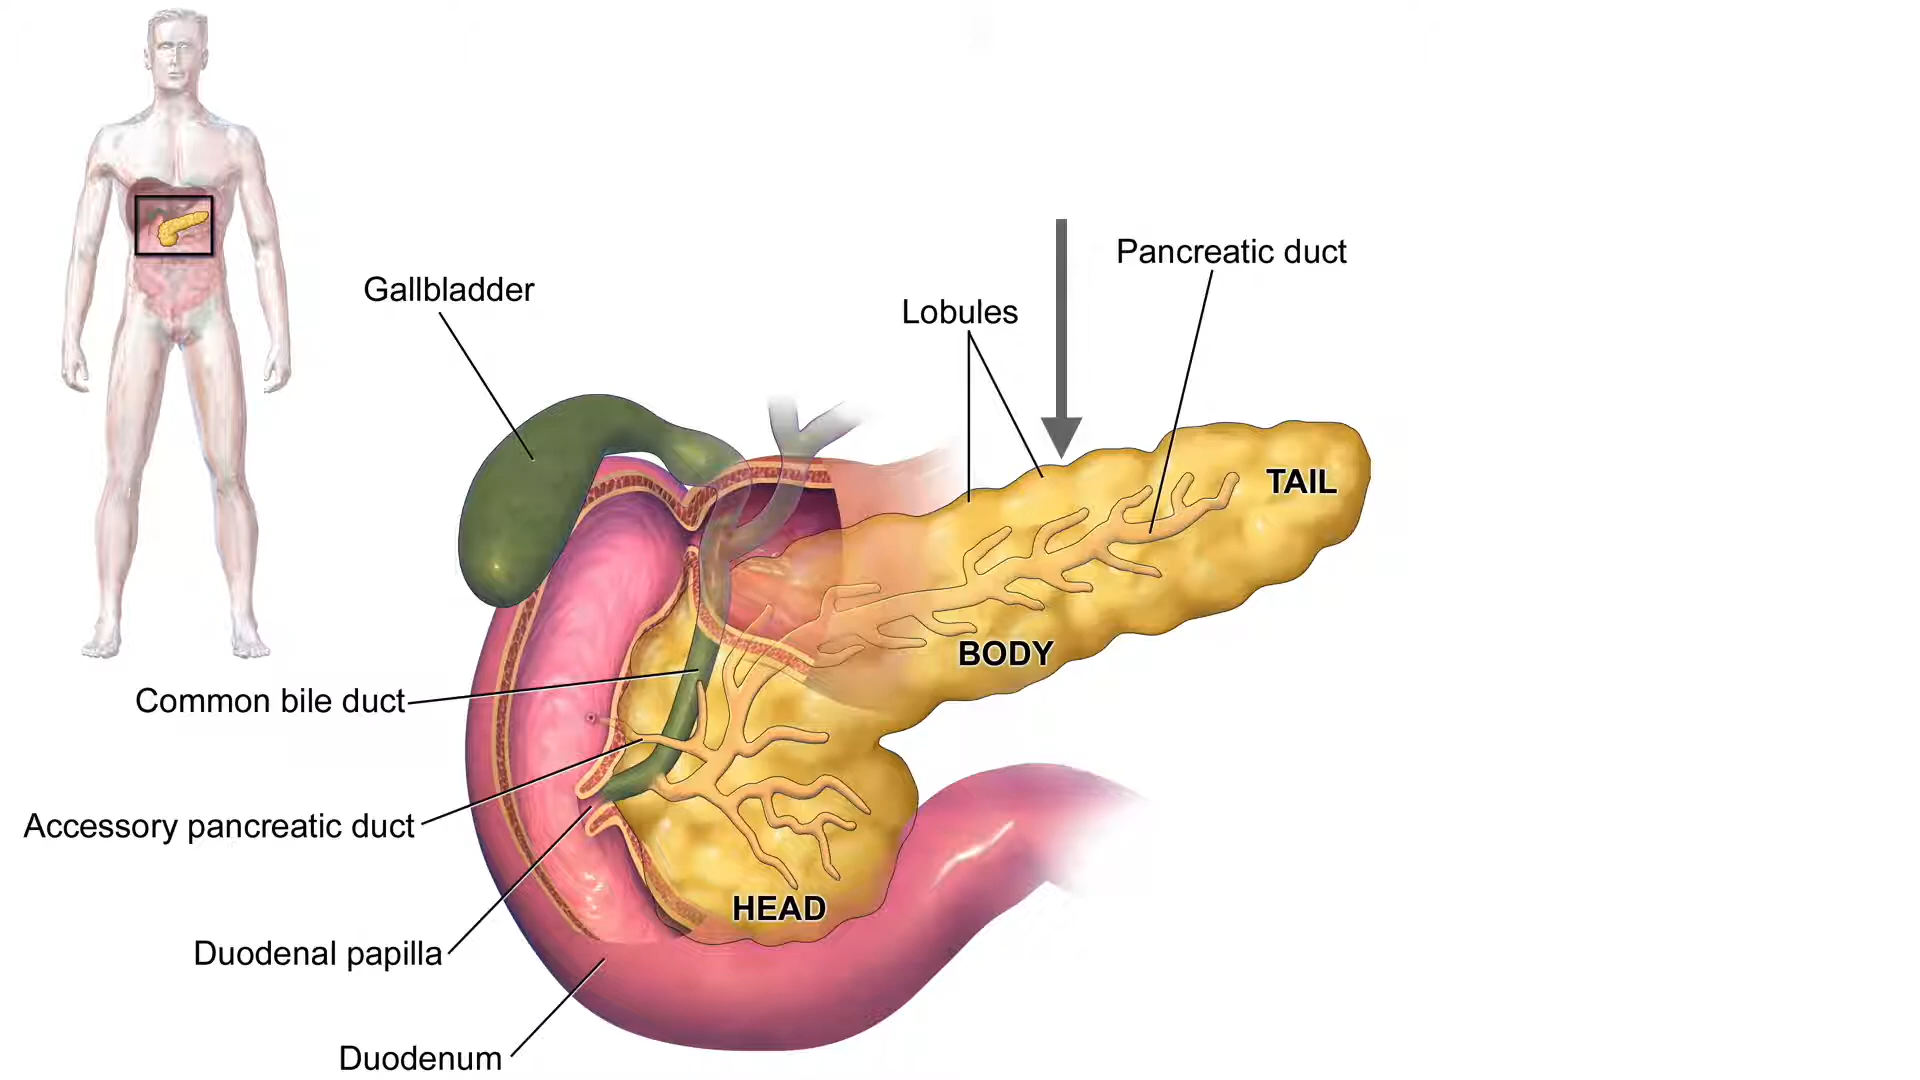 Pancreatic duct
Gallbladder
Lobules
TAIL
BODY
Common bile duct
Accessory pancreatic duct
HEAD
Duodenal papilla
Duodenum